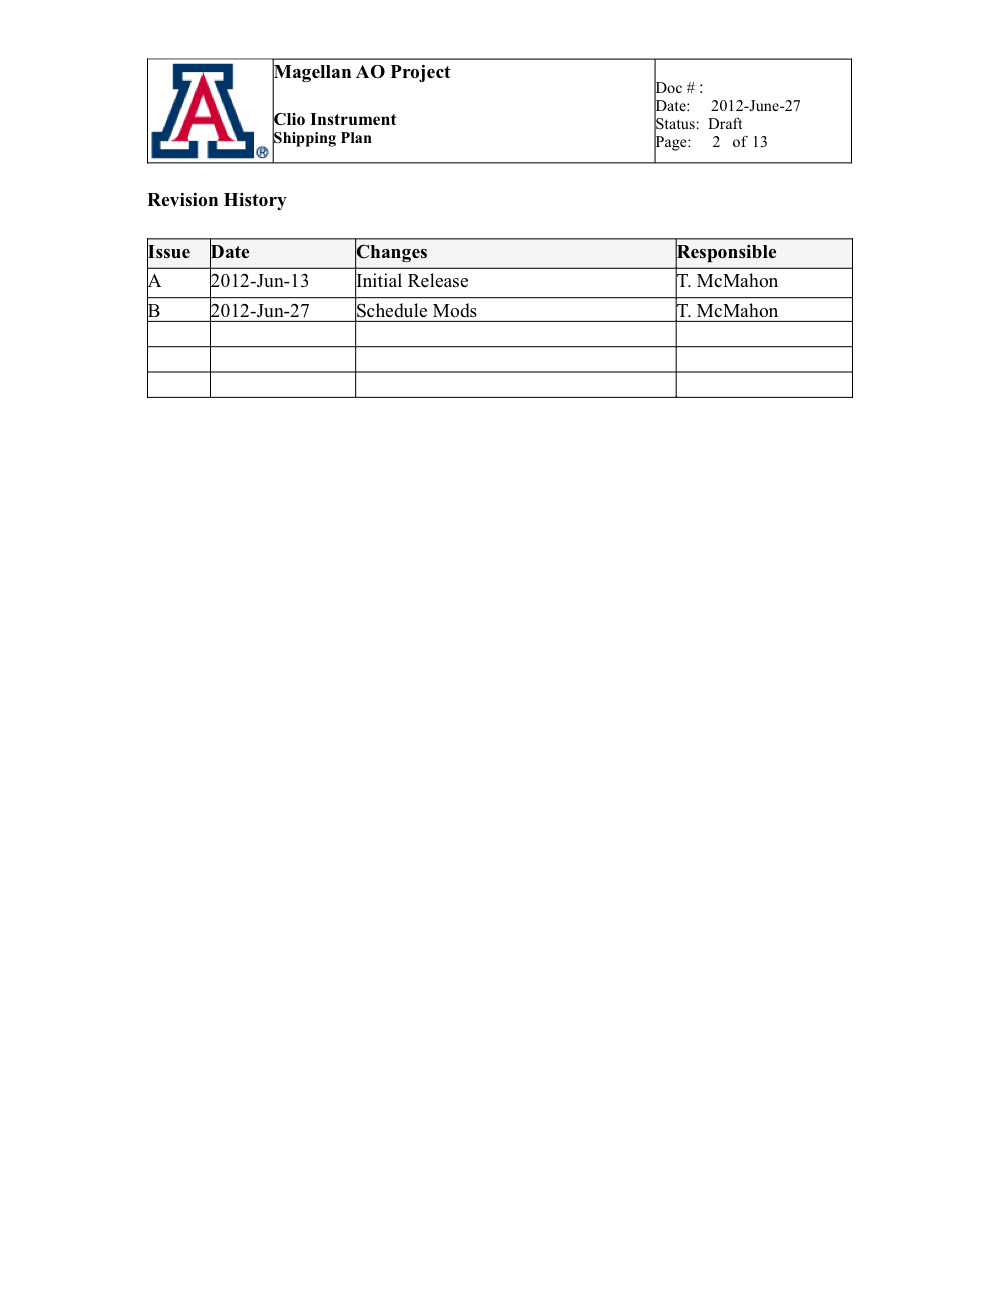 Magellan AO Project
Clio Instrument
Shipping Plan
Doc # :
Date: 2012-June-27
Status: Draft
Page: 2 of 13
A
®
Revision History
Issue Date Changes Responsible
A 2012-Jun-13 Initial Release T. McMahon
B 2012-Jun-27 Schedule Mods T. McMahon